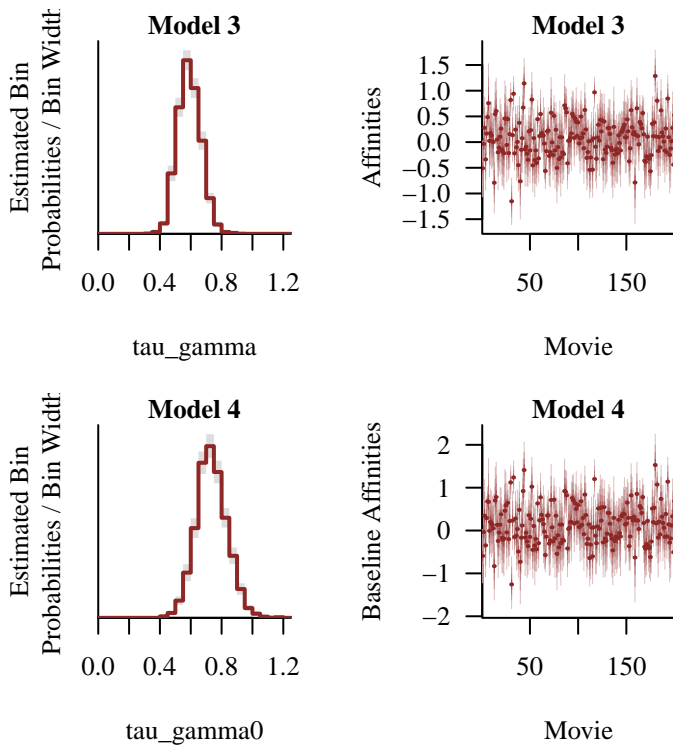 Model 3
Estimated Bin
Probabilities / Bin Width
0.0 0.4 0.8 1.2
tau_gamma
Model 3
Affinities
1.5
1.0
0.5
0.0
−0.5
−1.0
−1.5
50 150
Movie
Model 4
Estimated Bin
Probabilities / Bin Width
0.0 0.4 0.8 1.2
tau_gamma0
Model 4
Baseline Affinities
2
1
0
−1
−2
50 150
Movie